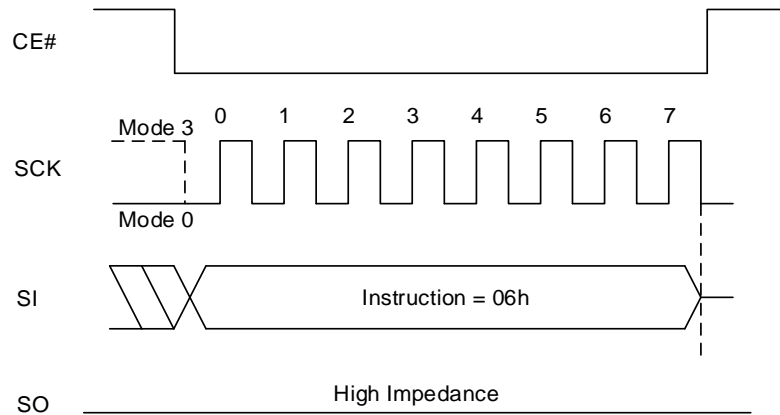 CE#
0 1 2 3 4 5 6 7
Mode 3
SCK
Mode 0
SI
Instruction = 06h
High Impedance
SO